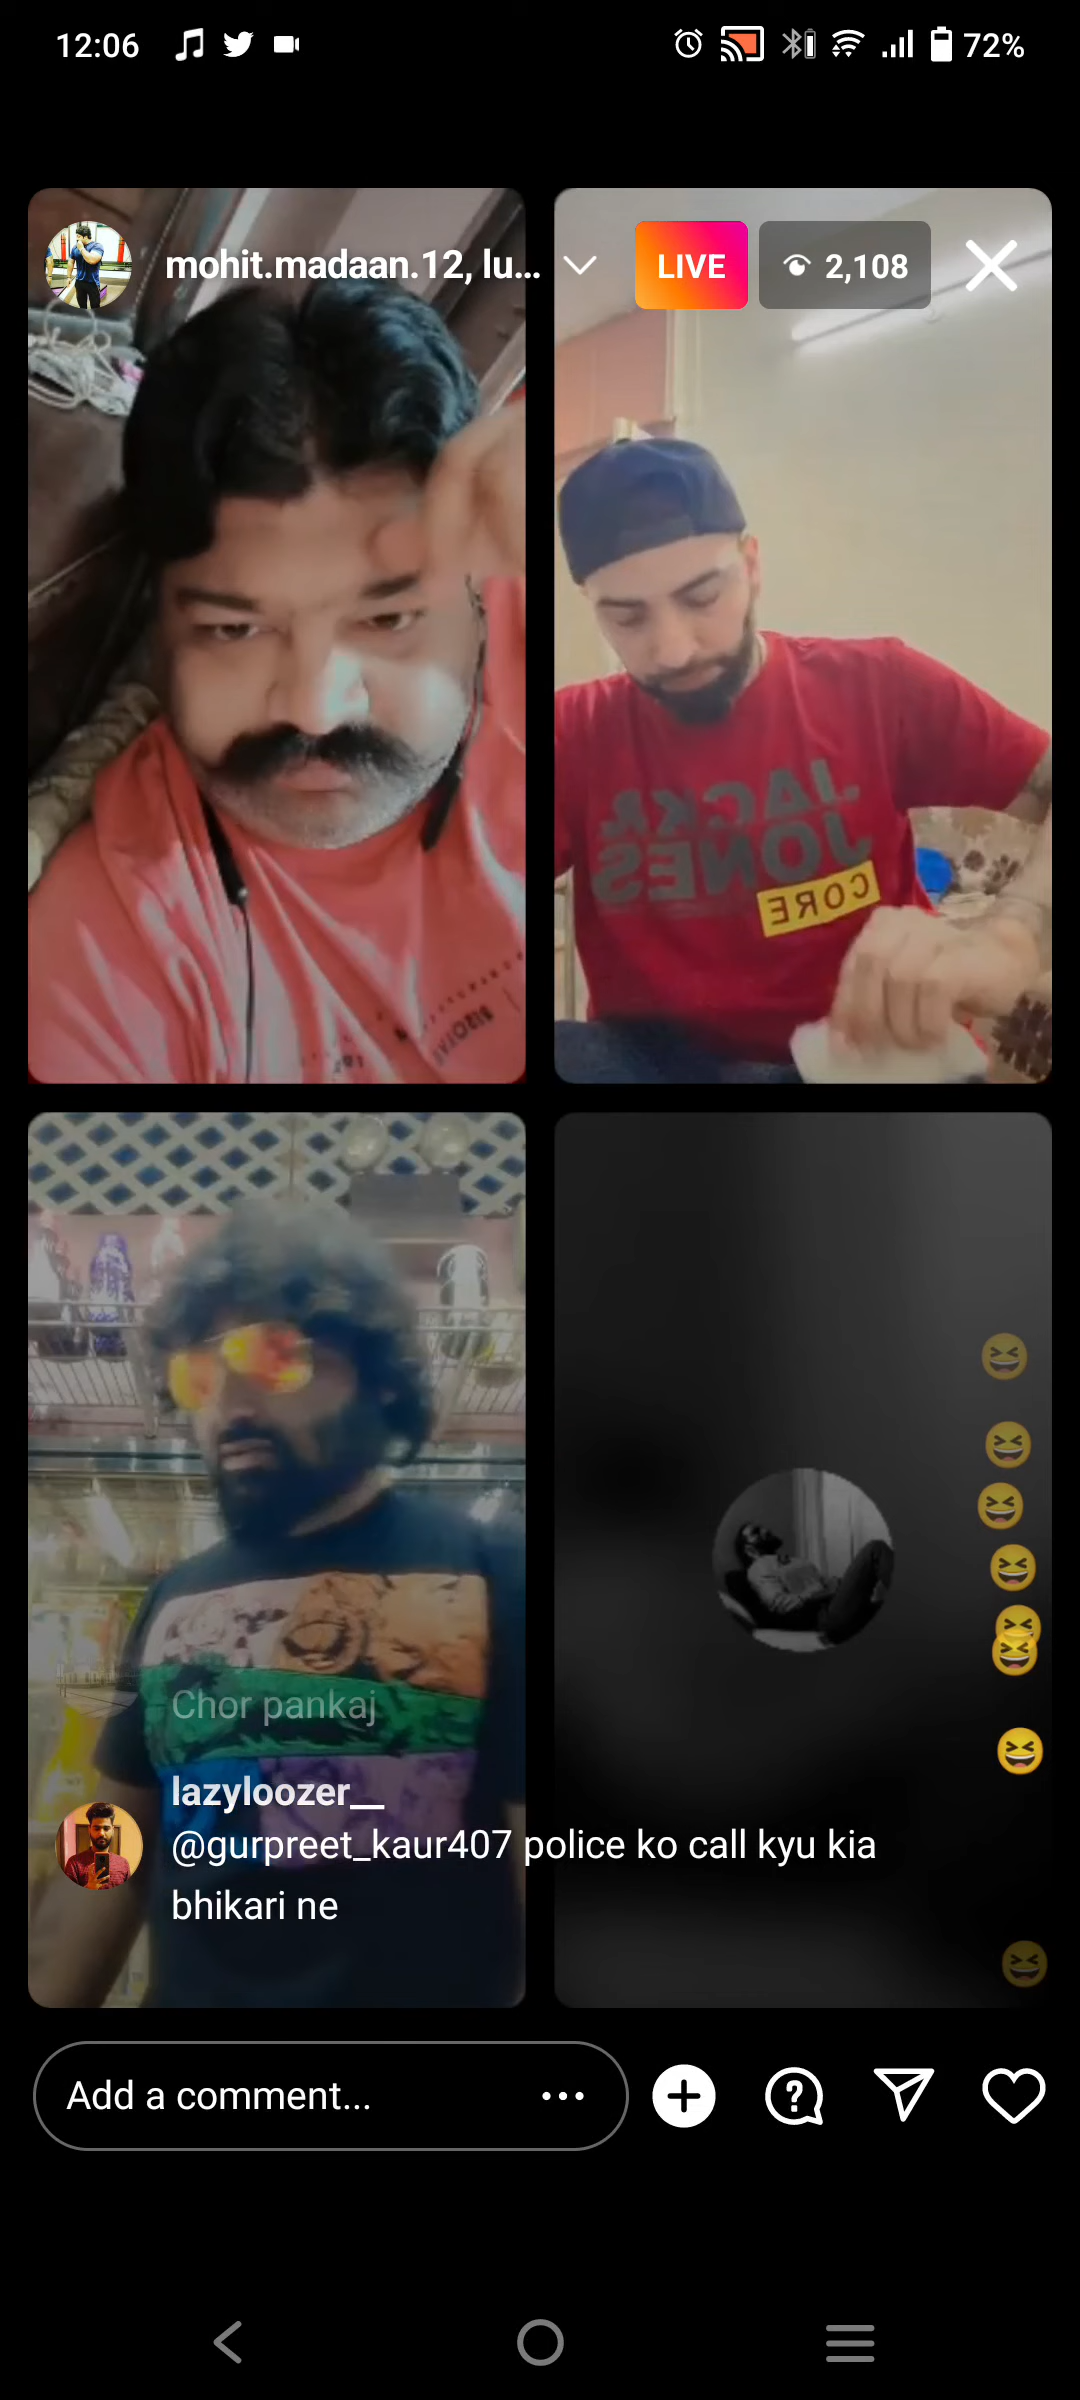 12:06
72%
mohit.madaan.12, lu...
LIVE
2,108
JACK&
JONES
CORE
Chor pankaj
lazyloozer__
@gurpreet_kaur407 police ko call kyu kia
bhikari ne
Add a comment...